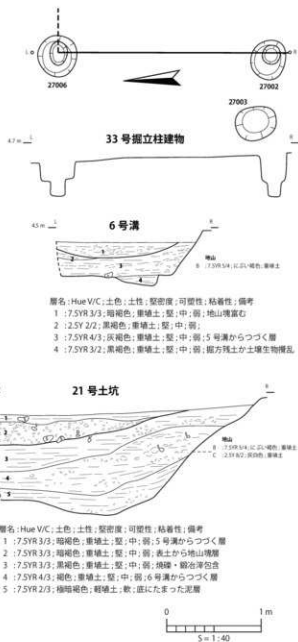 L
R
27006
27002
27003
4.7 m L
R
33 号掘立柱建物
4.5 m L
6 号溝
R
1
2
3
4
地山
B :7.5YR 5/4;にぶい褐色;重埴土
層名:Hue V/C;土色;土性;堅密度;可塑性;粘着性;備考
1 :7.5YR 3/3;暗褐色;重埴土;堅;中;弱;地山塊富む
2 :2.5Y 2/2;黒褐色;重埴土;堅;中;弱;
3 :7.5YR 4/3;灰褐色;重埴土;堅;中;弱;5 号溝からつづく層
4 :7.5YR 3/2;黒褐色;重埴土;堅;中;弱;掘方残土か土壌生物擾乱
21 号土坑
R
1
2
3
4
5
地山
B :7.5YR 5/4;にぶい褐色;重埴土
C :2.5Y 8/2;灰白色;重埴土
層名:Hue V/C;土色;土性;堅密度;可塑性;粘着性;備考
1 :7.5YR 3/3;暗褐色;重埴土;堅;中;弱;5 号溝からつづく層
2 :7.5YR 3/3;暗褐色;重埴土;堅;中;弱;表土から地山塊層
3 :7.5YR 3/3;黒褐色;重埴土;堅;中;弱;焼礫・鍛冶滓包含
4 :7.5YR 4/3;褐色;重埴土;堅;中;弱;6 号溝からつづく層
5 :7.5YR 2/3;極暗褐色;軽埴土;軟;底にたまった泥層
0
1 m
S = 1 : 40